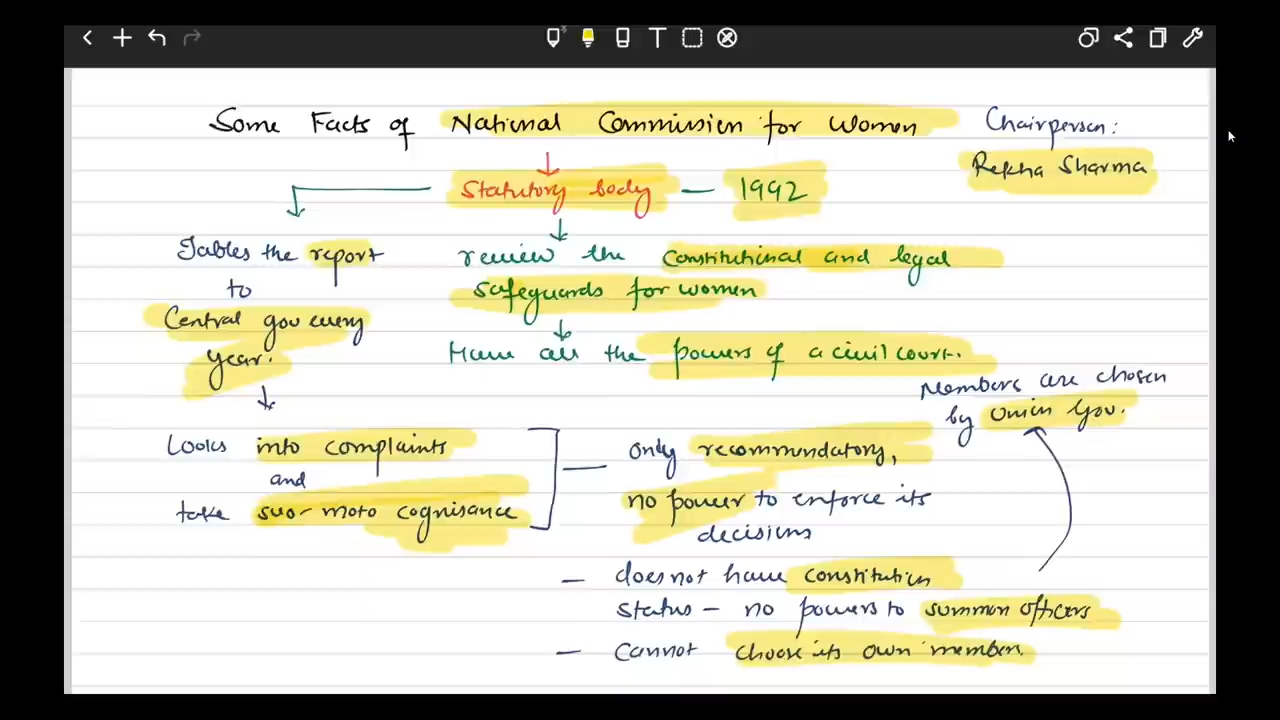 Some Facts of National Commission for Women
Chairperson:
Rekha Sharma
Statutory body — 1992
Tables the report
to
Central gov every
year.
review the constitutional and legal
safeguards for women
Have all the powers of a civil court.
Members are chosen
by Union Gov.
Looks into complaints
and
take suo-moto cognisance
only recommendatory,
no power to enforce its
decisions
— does not have constitution
status – no powers to summon officers
— Cannot choose its own members.
T